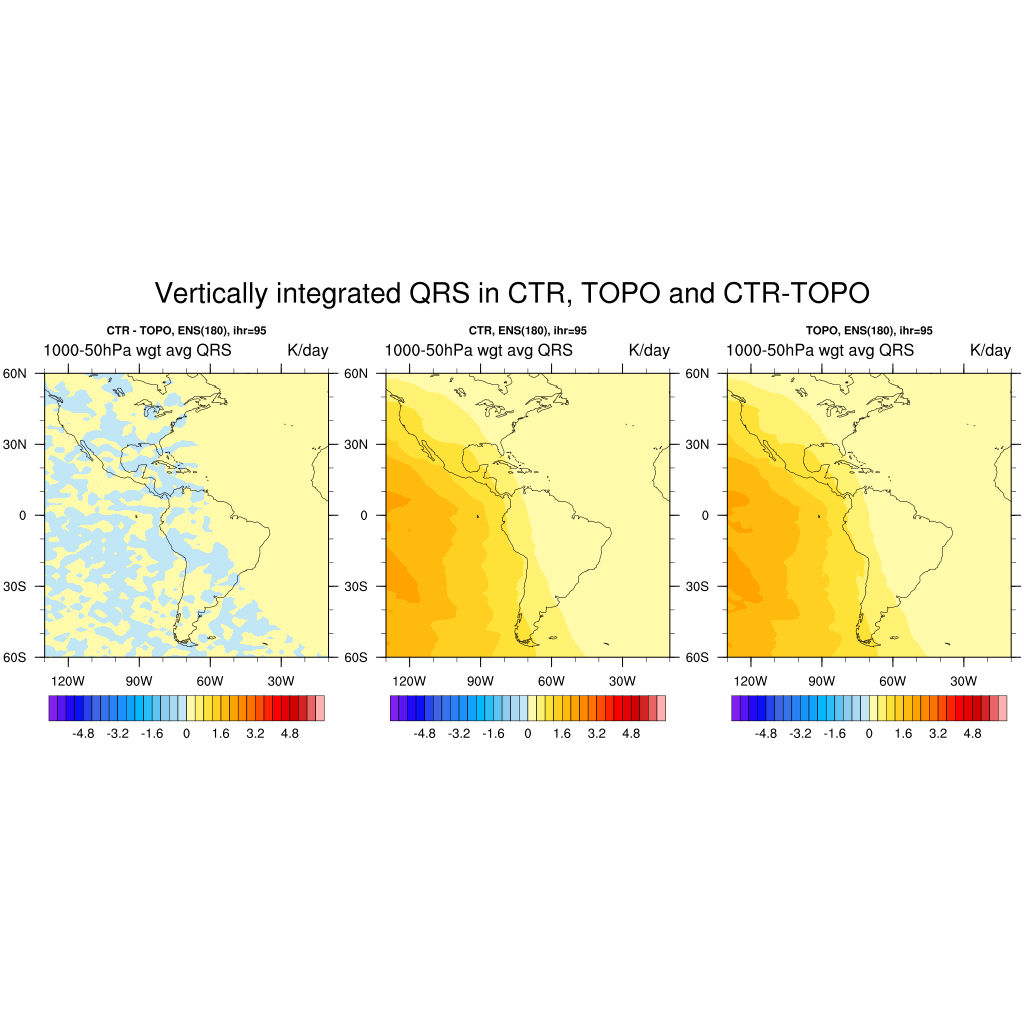 Vertically integrated QRS in CTR, TOPO and CTR-TOPO
CTR - TOPO, ENS(180), ihr=95
1000-50hPa wgt avg QRS K/day
60N
30N
0
30S
60S
120W 90W 60W 30W
-4.8 -3.2 -1.6 0 1.6 3.2 4.8
CTR, ENS(180), ihr=95
1000-50hPa wgt avg QRS K/day
60N
30N
0
30S
60S
120W 90W 60W 30W
-4.8 -3.2 -1.6 0 1.6 3.2 4.8
TOPO, ENS(180), ihr=95
1000-50hPa wgt avg QRS K/day
60N
30N
0
30S
60S
120W 90W 60W 30W
-4.8 -3.2 -1.6 0 1.6 3.2 4.8